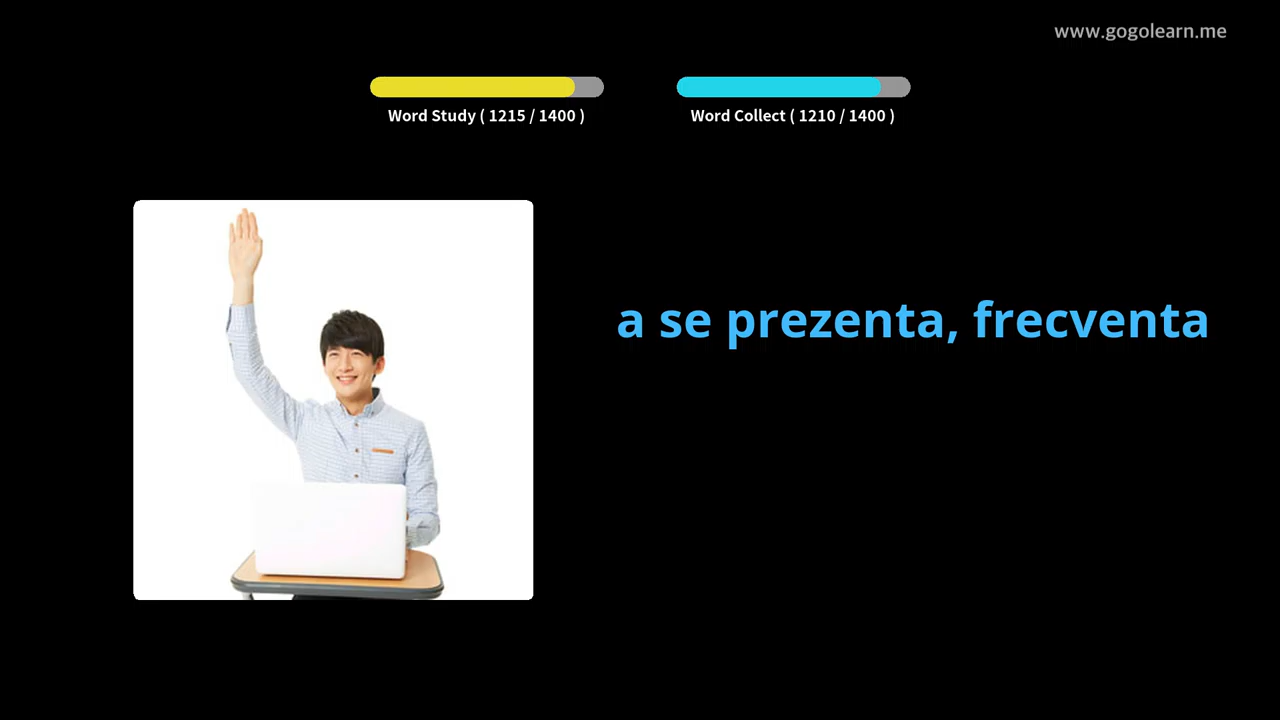 www.gogolearn.me
Word Study ( 1215 / 1400 )
Word Collect ( 1210 / 1400 )
a se prezenta, frecventa